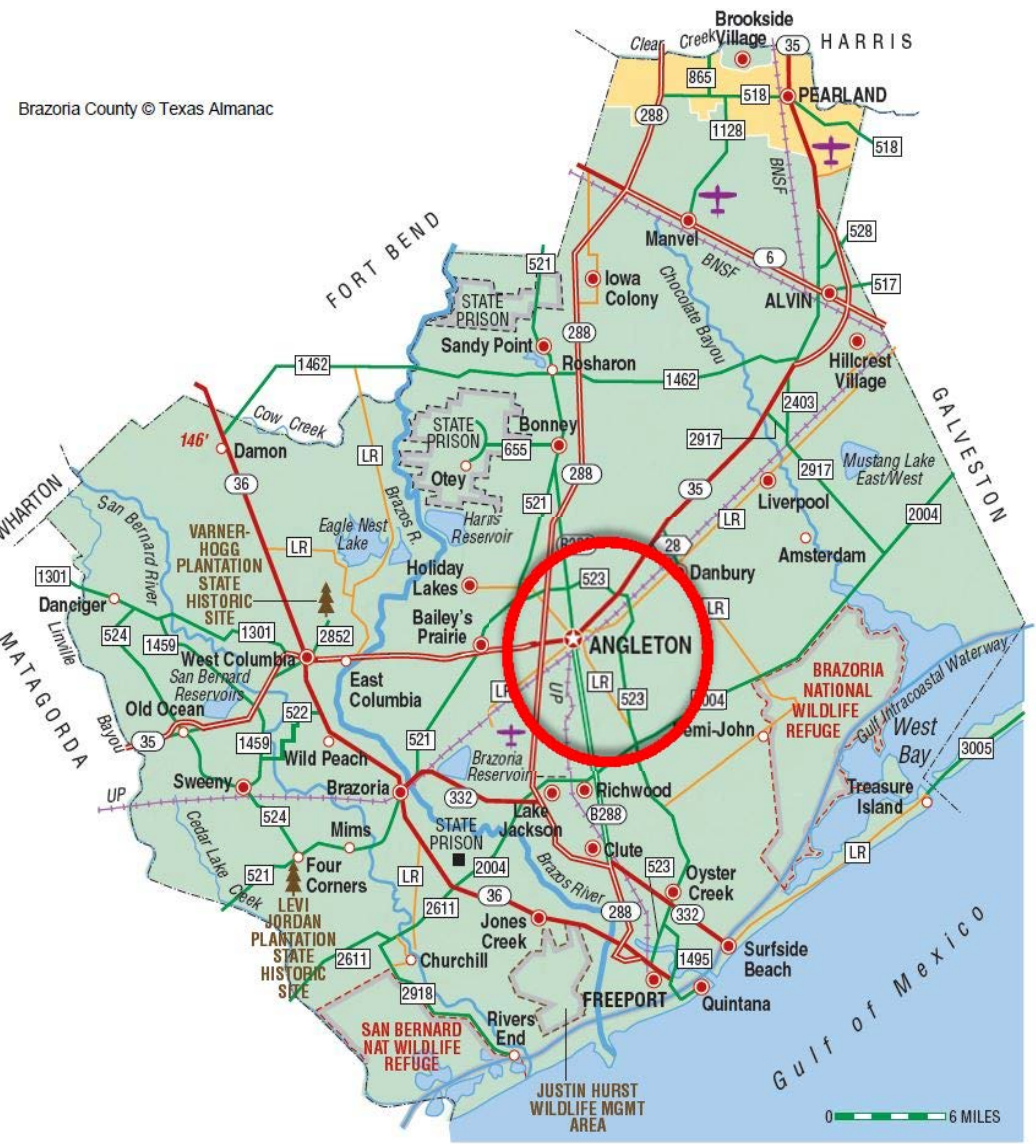 Brookside
Village
Clear
Creek
35
HARRIS
Brazoria County © Texas Almanac
865
518
PEARLAND
288
1128
518
BNSF
Manvel
528
6
BNSF
FORT BEND
521
Iowa
Colony
Chocolate Bayou
517
ALVIN
STATE
PRISON
288
Sandy Point
Rosharon
Hillcrest
Village
1462
1462
2403
GALVESTON
Cow Creek
146'
Damon
STATE
PRISON
655
Bonney
2917
LR
Otey
288
2917
Mustang Lake
East/West
36
35
Liverpool
WHARTON
San Bernard River
Brazos R.
521
LR
2004
VARNER-
HOGG
PLANTATION
STATE
HISTORIC
SITE
Eagle Nest
Lake
Harris
Reservoir
LR
28
Amsterdam
1301
Holiday
Lakes
523
Danbury
Danciger
Linville
Bayou
LR
524
1459
1301
2852
Bailey's
Prairie
ANGLETON
MATAGORDA
West Columbia
San Bernard
Reservoirs
East
Columbia
LR
UP
LR
523
2004
BRAZORIA
NATIONAL
WILDLIFE
REFUGE
Gulf Intracoastal Waterway
Old Ocean
522
West
Bay
35
1459
Wild Peach
521
3005
Brazoria
Reservoir
Sweeny
Brazoria
332
Richwood
Treasure
Island
UP
Lake
Jackson
B288
524
Mims
STATE
PRISON
Clute
LR
Cedar Lake Creek
521
Four
Corners
2004
Brazos River
523
Oyster
Creek
LR
36
LEVI
JORDAN
PLANTATION
STATE
HISTORIC
SITE
2611
Jones
Creek
288
332
2611
Churchill
1495
Surfside
Beach
2918
FREEPORT
Quintana
Gulf of Mexico
SAN BERNARD
NAT WILDLIFE
REFUGE
Rivers
End
JUSTIN HURST
WILDLIFE MGMT
AREA
0
6 MILES